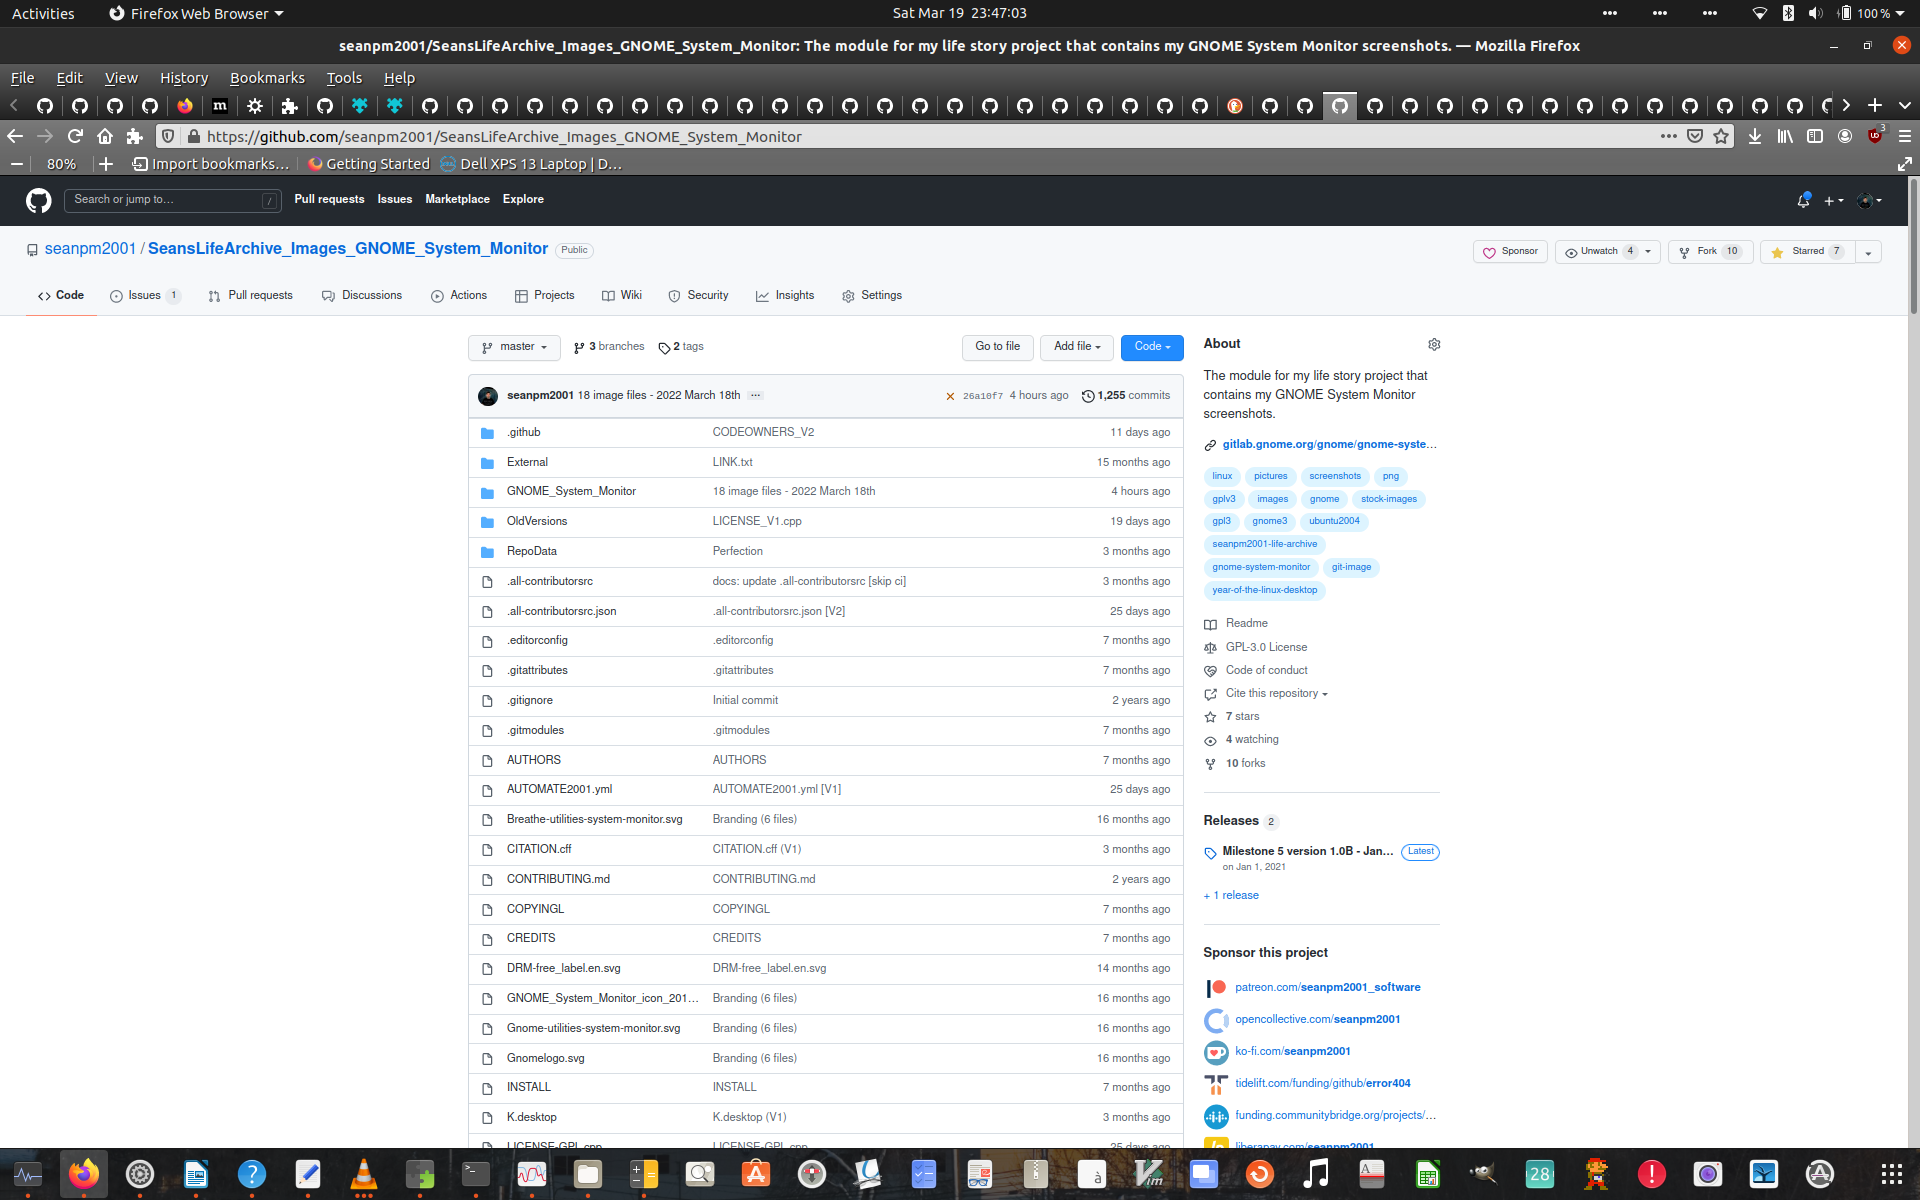 Activities Firefox Web Browser Sat Mar 19 23:47:03 100 %
seanpm2001/SeansLifeArchive_Images_GNOME_System_Monitor: The module for my life story project that contains my GNOME System Monitor screenshots. — Mozilla Firefox
File Edit View History Bookmarks Tools Help
https://github.com/seanpm2001/SeansLifeArchive_Images_GNOME_System_Monitor 3
80% Import bookmarks… Getting Started Dell XPS 13 Laptop | D…
Search or jump to… / Pull requests Issues Marketplace Explore
seanpm2001 / SeansLifeArchive_Images_GNOME_System_Monitor Public Sponsor Unwatch 4 Fork 10 Starred 7
Code Issues 1 Pull requests Discussions Actions Projects Wiki Security Insights Settings
master 3 branches 2 tags Go to file Add file Code
seanpm2001 18 image files - 2022 March 18th ... 26a10f7 4 hours ago 1,255 commits
.github CODEOWNERS_V2 11 days ago
External LINK.txt 15 months ago
GNOME_System_Monitor 18 image files - 2022 March 18th 4 hours ago
OldVersions LICENSE_V1.cpp 19 days ago
RepoData Perfection 3 months ago
.all-contributorsrc docs: update .all-contributorsrc [skip ci] 3 months ago
.all-contributorsrc.json .all-contributorsrc.json [V2] 25 days ago
.editorconfig .editorconfig 7 months ago
.gitattributes .gitattributes 7 months ago
.gitignore Initial commit 2 years ago
.gitmodules .gitmodules 7 months ago
AUTHORS AUTHORS 7 months ago
AUTOMATE2001.yml AUTOMATE2001.yml [V1] 25 days ago
Breathe-utilities-system-monitor.svg Branding (6 files) 16 months ago
CITATION.cff CITATION.cff (V1) 3 months ago
CONTRIBUTING.md CONTRIBUTING.md 2 years ago
COPYINGL COPYINGL 7 months ago
CREDITS CREDITS 7 months ago
DRM-free_label.en.svg DRM-free_label.en.svg 14 months ago
GNOME_System_Monitor_icon_201… Branding (6 files) 16 months ago
Gnome-utilities-system-monitor.svg Branding (6 files) 16 months ago
Gnomelogo.svg Branding (6 files) 16 months ago
INSTALL INSTALL 7 months ago
K.desktop K.desktop (V1) 3 months ago
LICENSE-GPL.cpp LICENSE-GPL.cpp 25 days ago
About
The module for my life story project that
contains my GNOME System Monitor
screenshots.
gitlab.gnome.org/gnome/gnome-syste…
linux pictures screenshots png
gplv3 images gnome stock-images
gpl3 gnome3 ubuntu2004
seanpm2001-life-archive
gnome-system-monitor git-image
year-of-the-linux-desktop
Readme
GPL-3.0 License
Code of conduct
Cite this repository
7 stars
4 watching
10 forks
Releases 2
Milestone 5 version 1.0B - Jan… Latest
on Jan 1, 2021
+ 1 release
Sponsor this project
patreon.com/seanpm2001_software
opencollective.com/seanpm2001
ko-fi.com/seanpm2001
tidelift.com/funding/github/error404
funding.communitybridge.org/projects/…
liberapay.com/seanpm2001
28